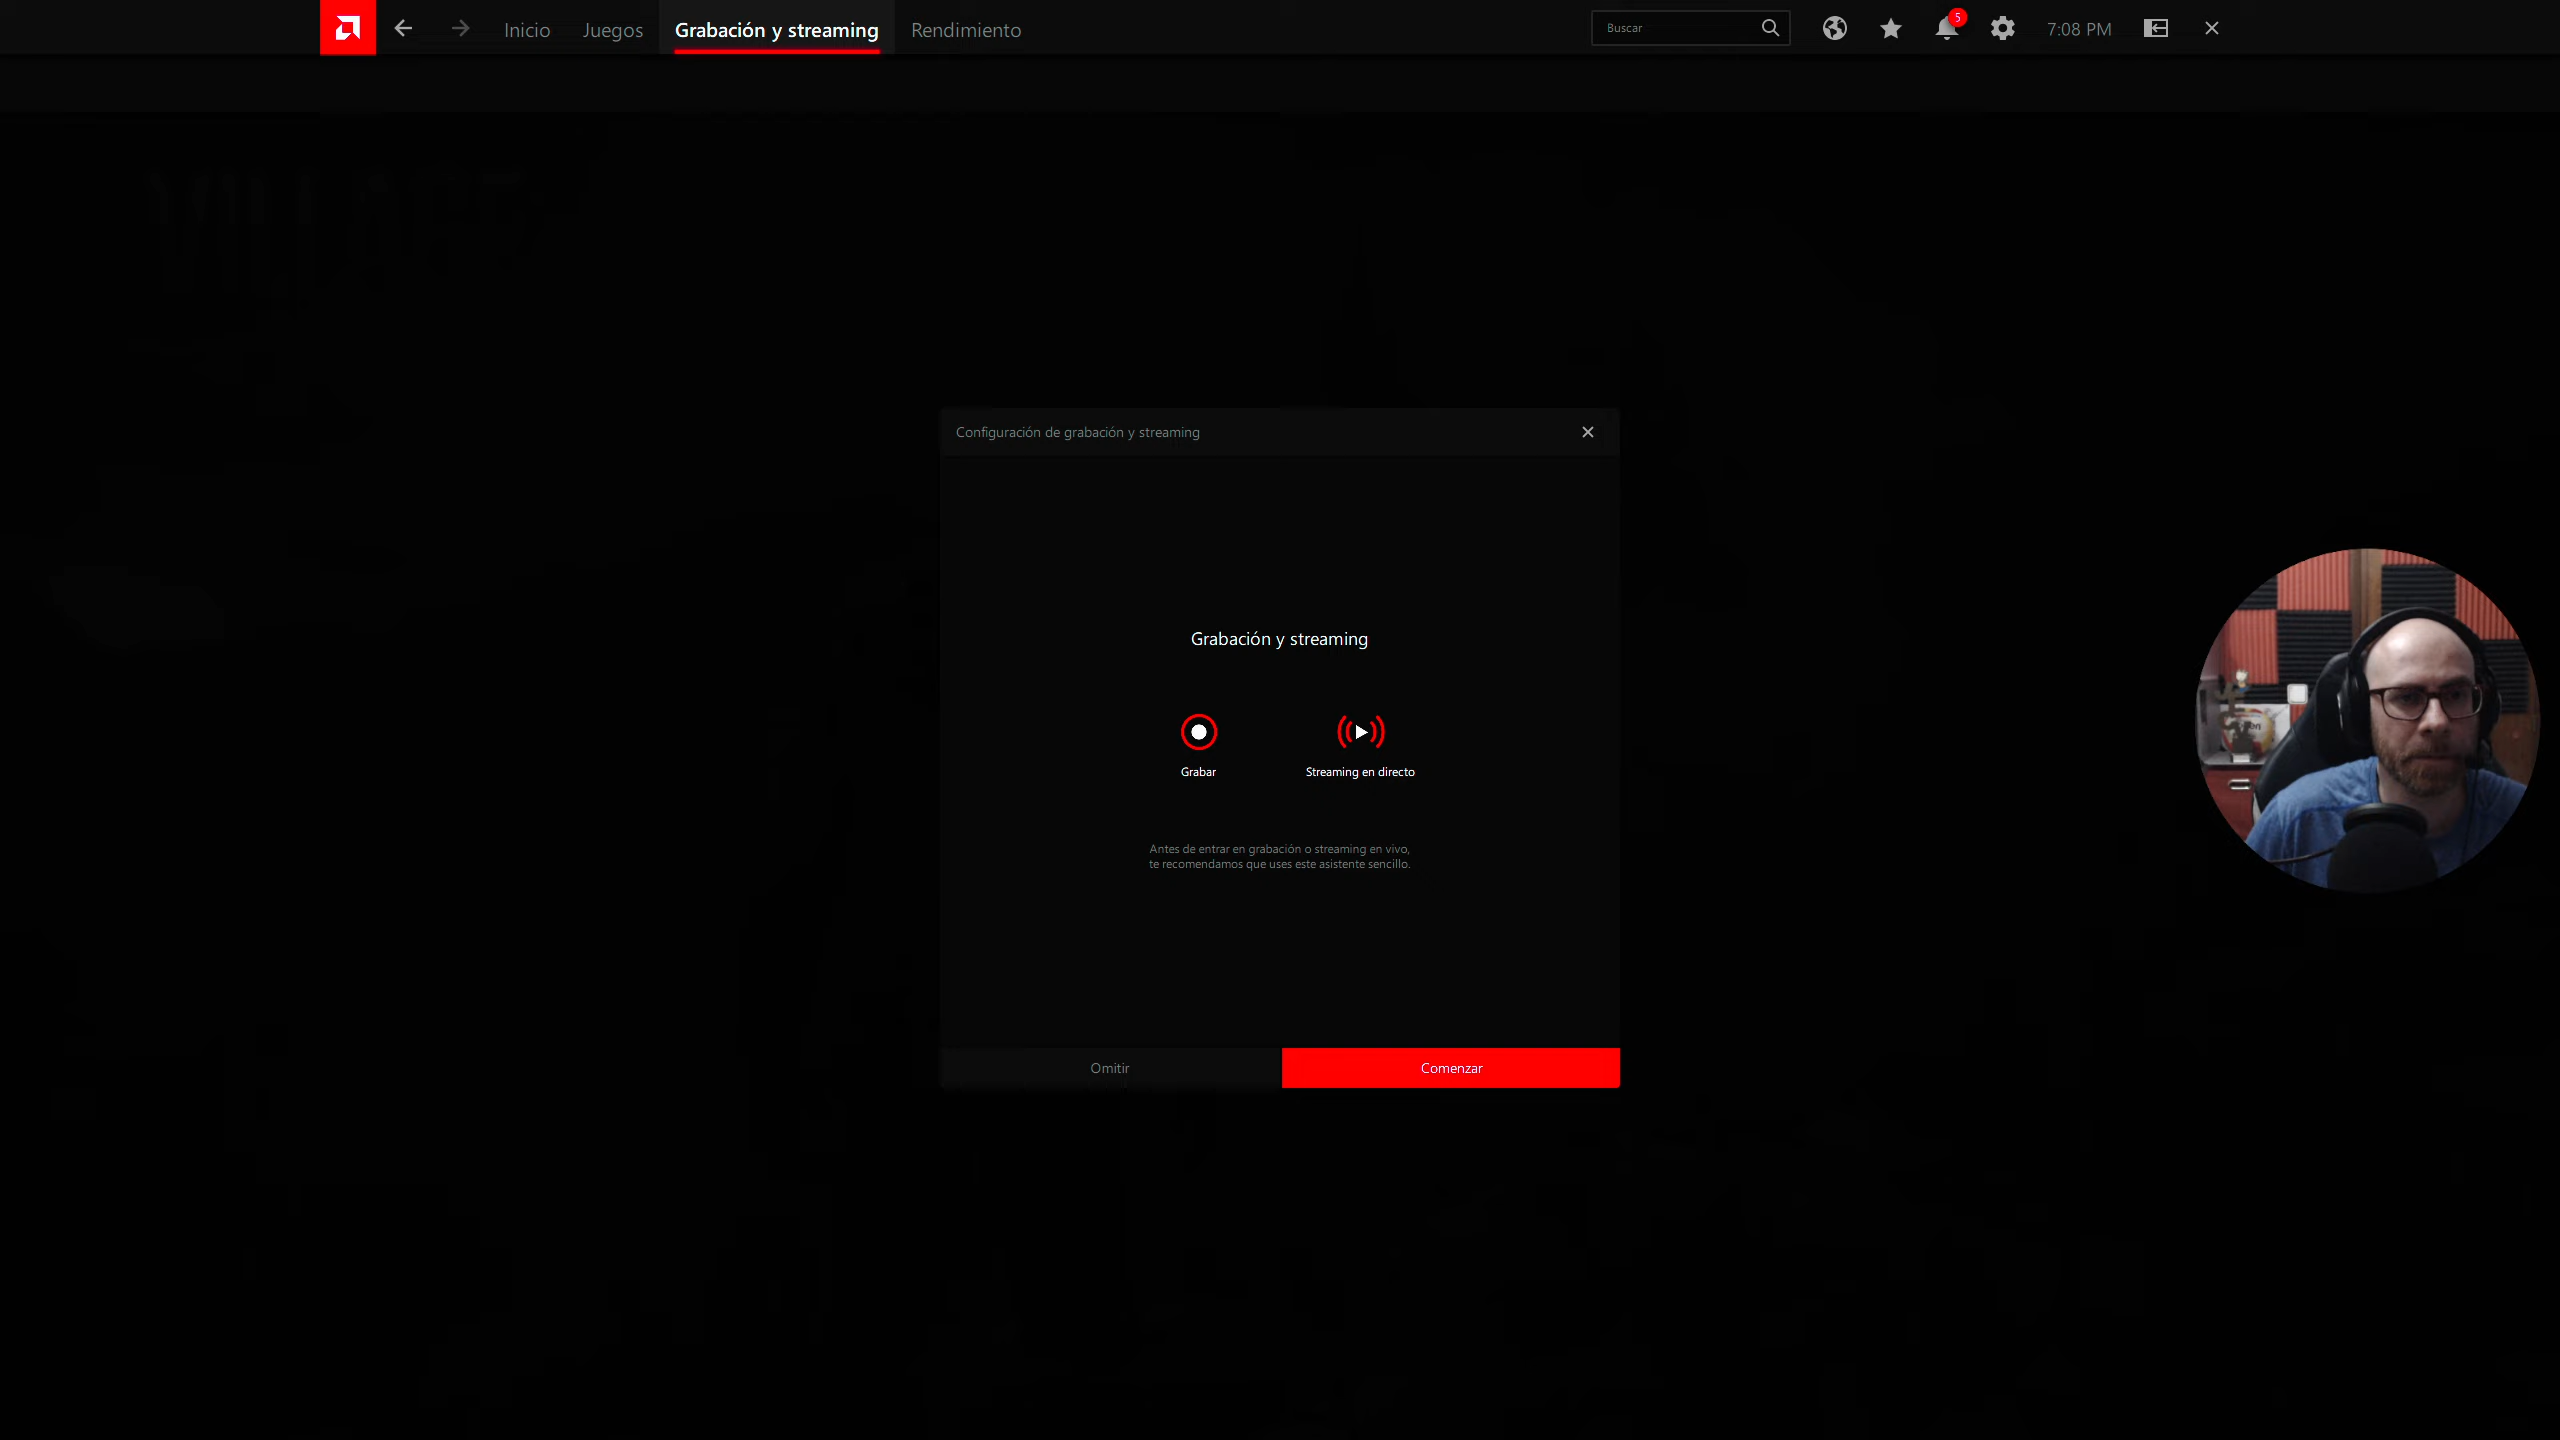 Inicio
Juegos
Grabación y streaming
Rendimiento
Buscar
5
7:08 PM
Configuración de grabación y streaming
Grabación y streaming
Grabar
Streaming en directo
Antes de entrar en grabación o streaming en vivo,
te recomendamos que uses este asistente sencillo.
Omitir
Comenzar